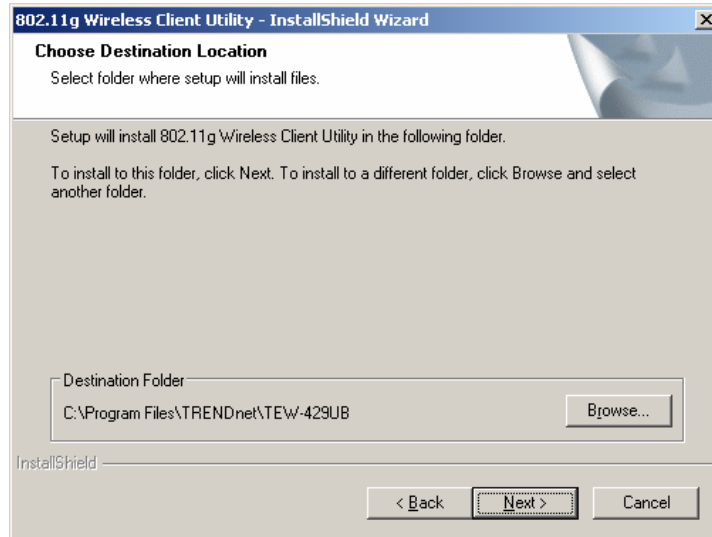 802.11g Wireless Client Utility - InstallShield Wizard
Choose Destination Location
Select folder where setup will install files.
Setup will install 802.11g Wireless Client Utility in the following folder.
To install to this folder, click Next. To install to a different folder, click Browse and select
another folder.
Destination Folder
C:\Program Files\TRENDnet\TEW-429UB
Browse...
InstallShield
< Back
Next >
Cancel